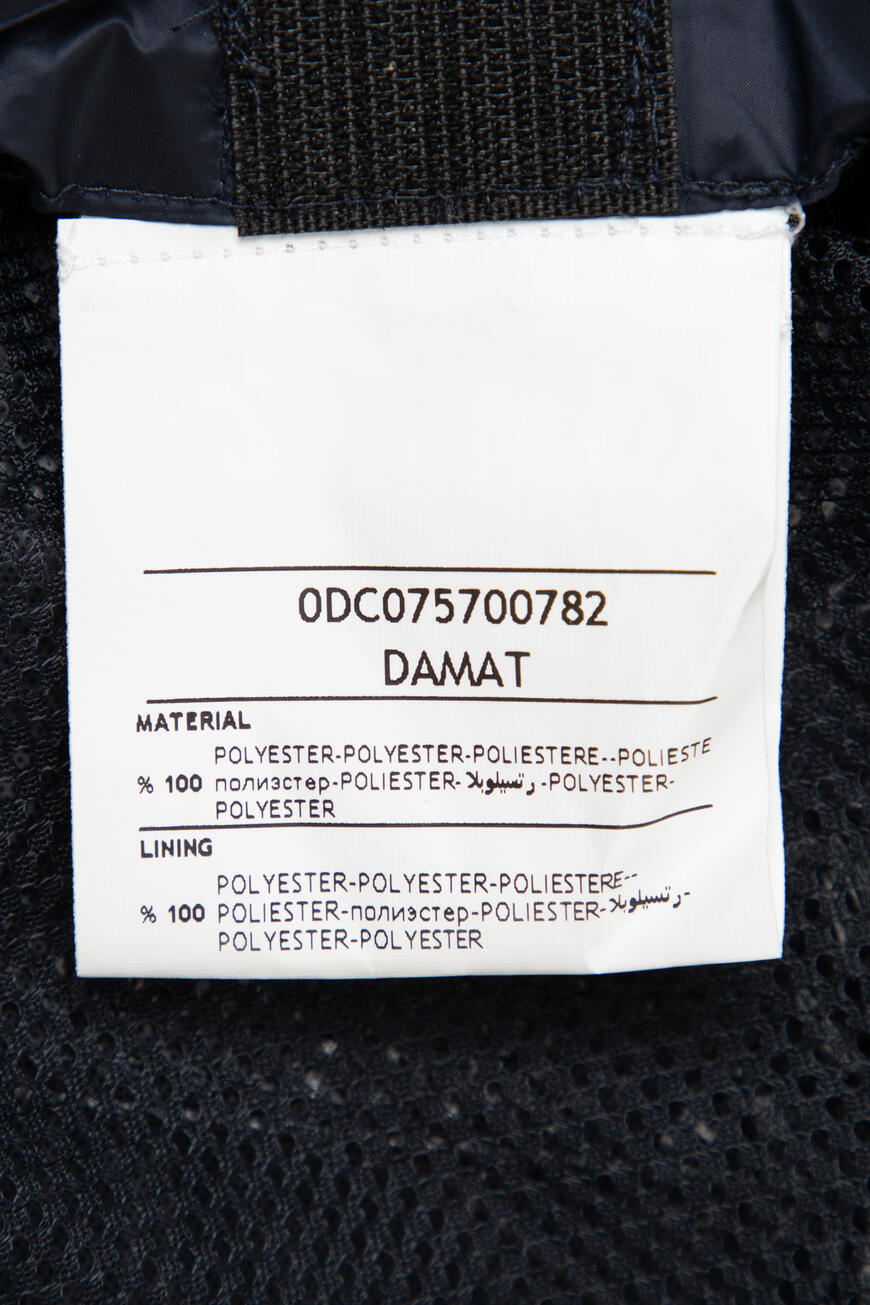 0DC075700782
DAMAT
MATERIAL
POLYESTER-POLYESTER-POLIESTERE--POLIESTE
% 100 полиэстер-POLIESTER-رتسيلوبلا-POLYESTER-
POLYESTER
LINING
POLYESTER-POLYESTER-POLIESTERE--
% 100 POLIESTER-полиэстер-POLIESTER-رتسيلوبلا-
POLYESTER-POLYESTER